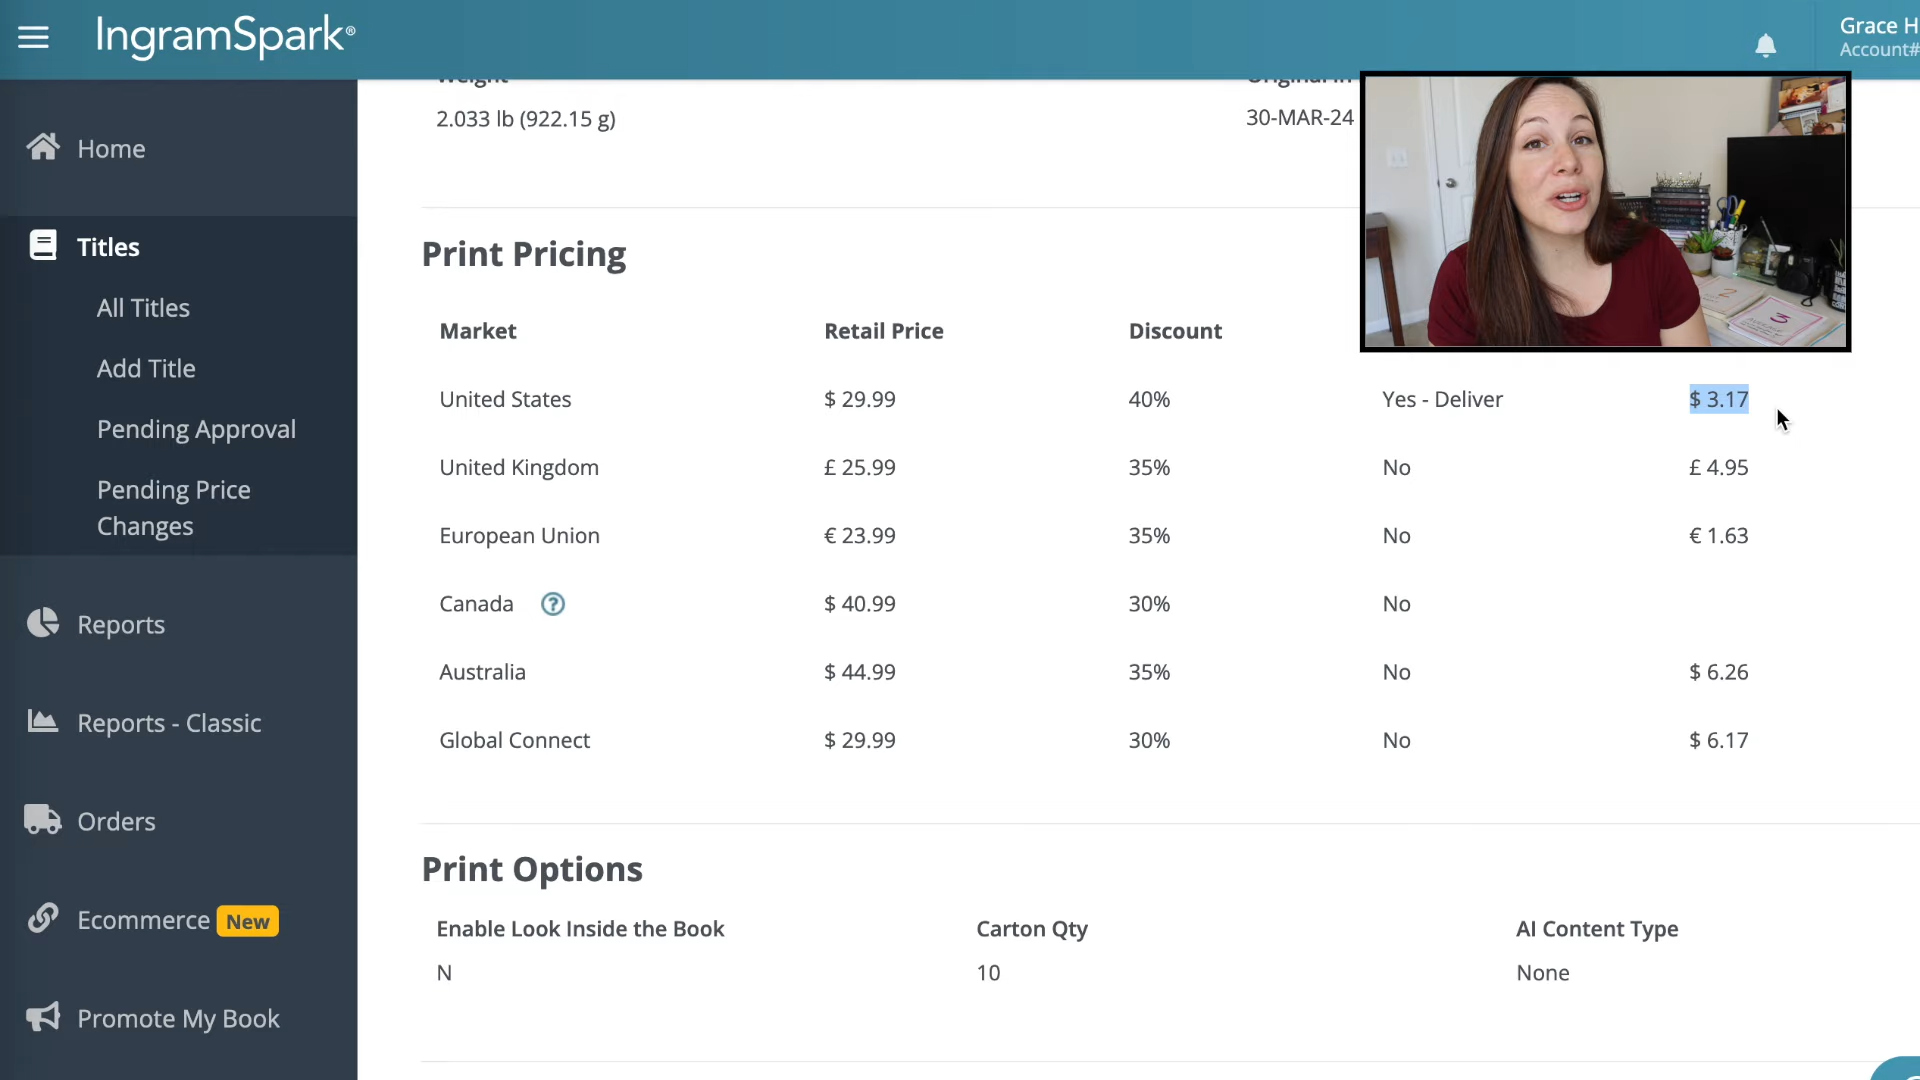 IngramSpark®
Grace H
Account#
Home
Titles
All Titles
Add Title
Pending Approval
Pending Price
Changes
Reports
Reports - Classic
Orders
Ecommerce New
Promote My Book
Weight
2.033 lb (922.15 g)
30-MAR-24
Print Pricing
Market Retail Price Discount
United States $ 29.99 40% Yes - Deliver $ 3.17
United Kingdom £ 25.99 35% No £ 4.95
European Union € 23.99 35% No € 1.63
Canada ? $ 40.99 30% No
Australia $ 44.99 35% No $ 6.26
Global Connect $ 29.99 30% No $ 6.17
2
3
Print Options
Enable Look Inside the Book Carton Qty AI Content Type
N 10 None